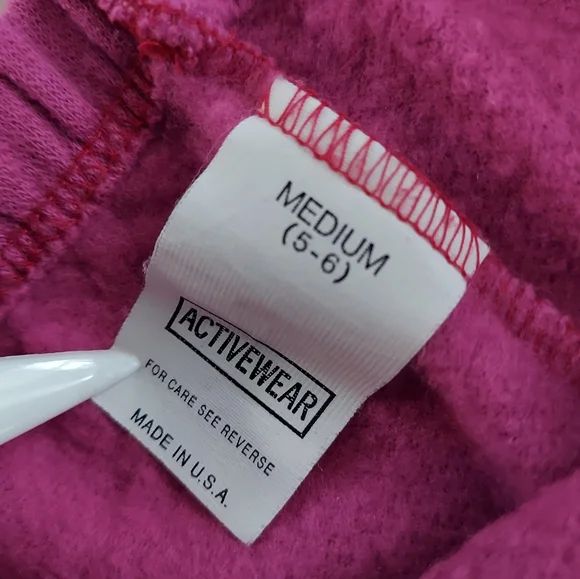 MEDIUM
(5-6)
ACTIVEWEAR
FOR CARE SEE REVERSE
MADE IN U.S.A.